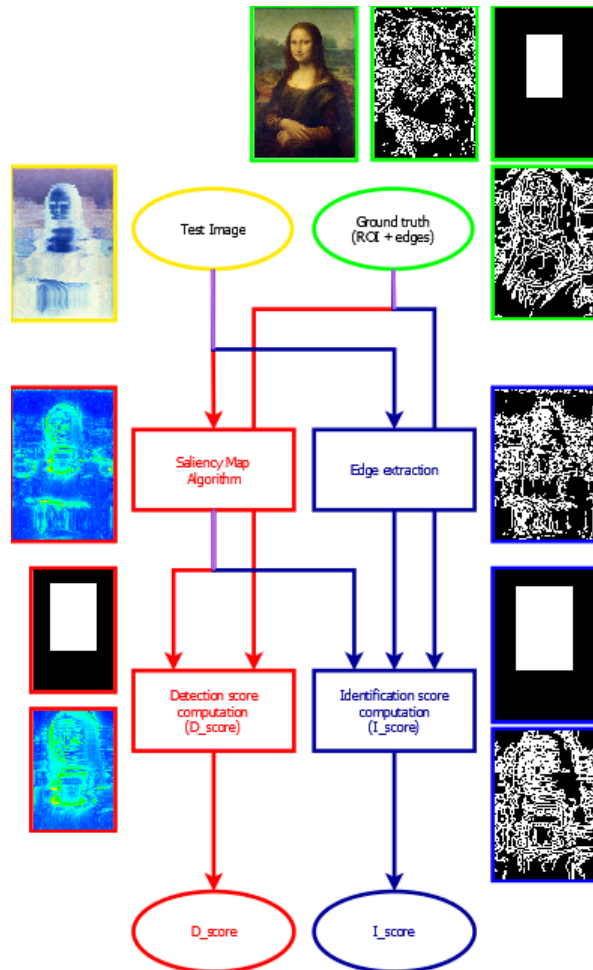 Test Image
Ground truth
(ROI + edges)
Saliency Map
Algorithm
Edge extraction
Detection score
computation
(D_score)
Identification score
computation
(I_score)
D_score
I_score